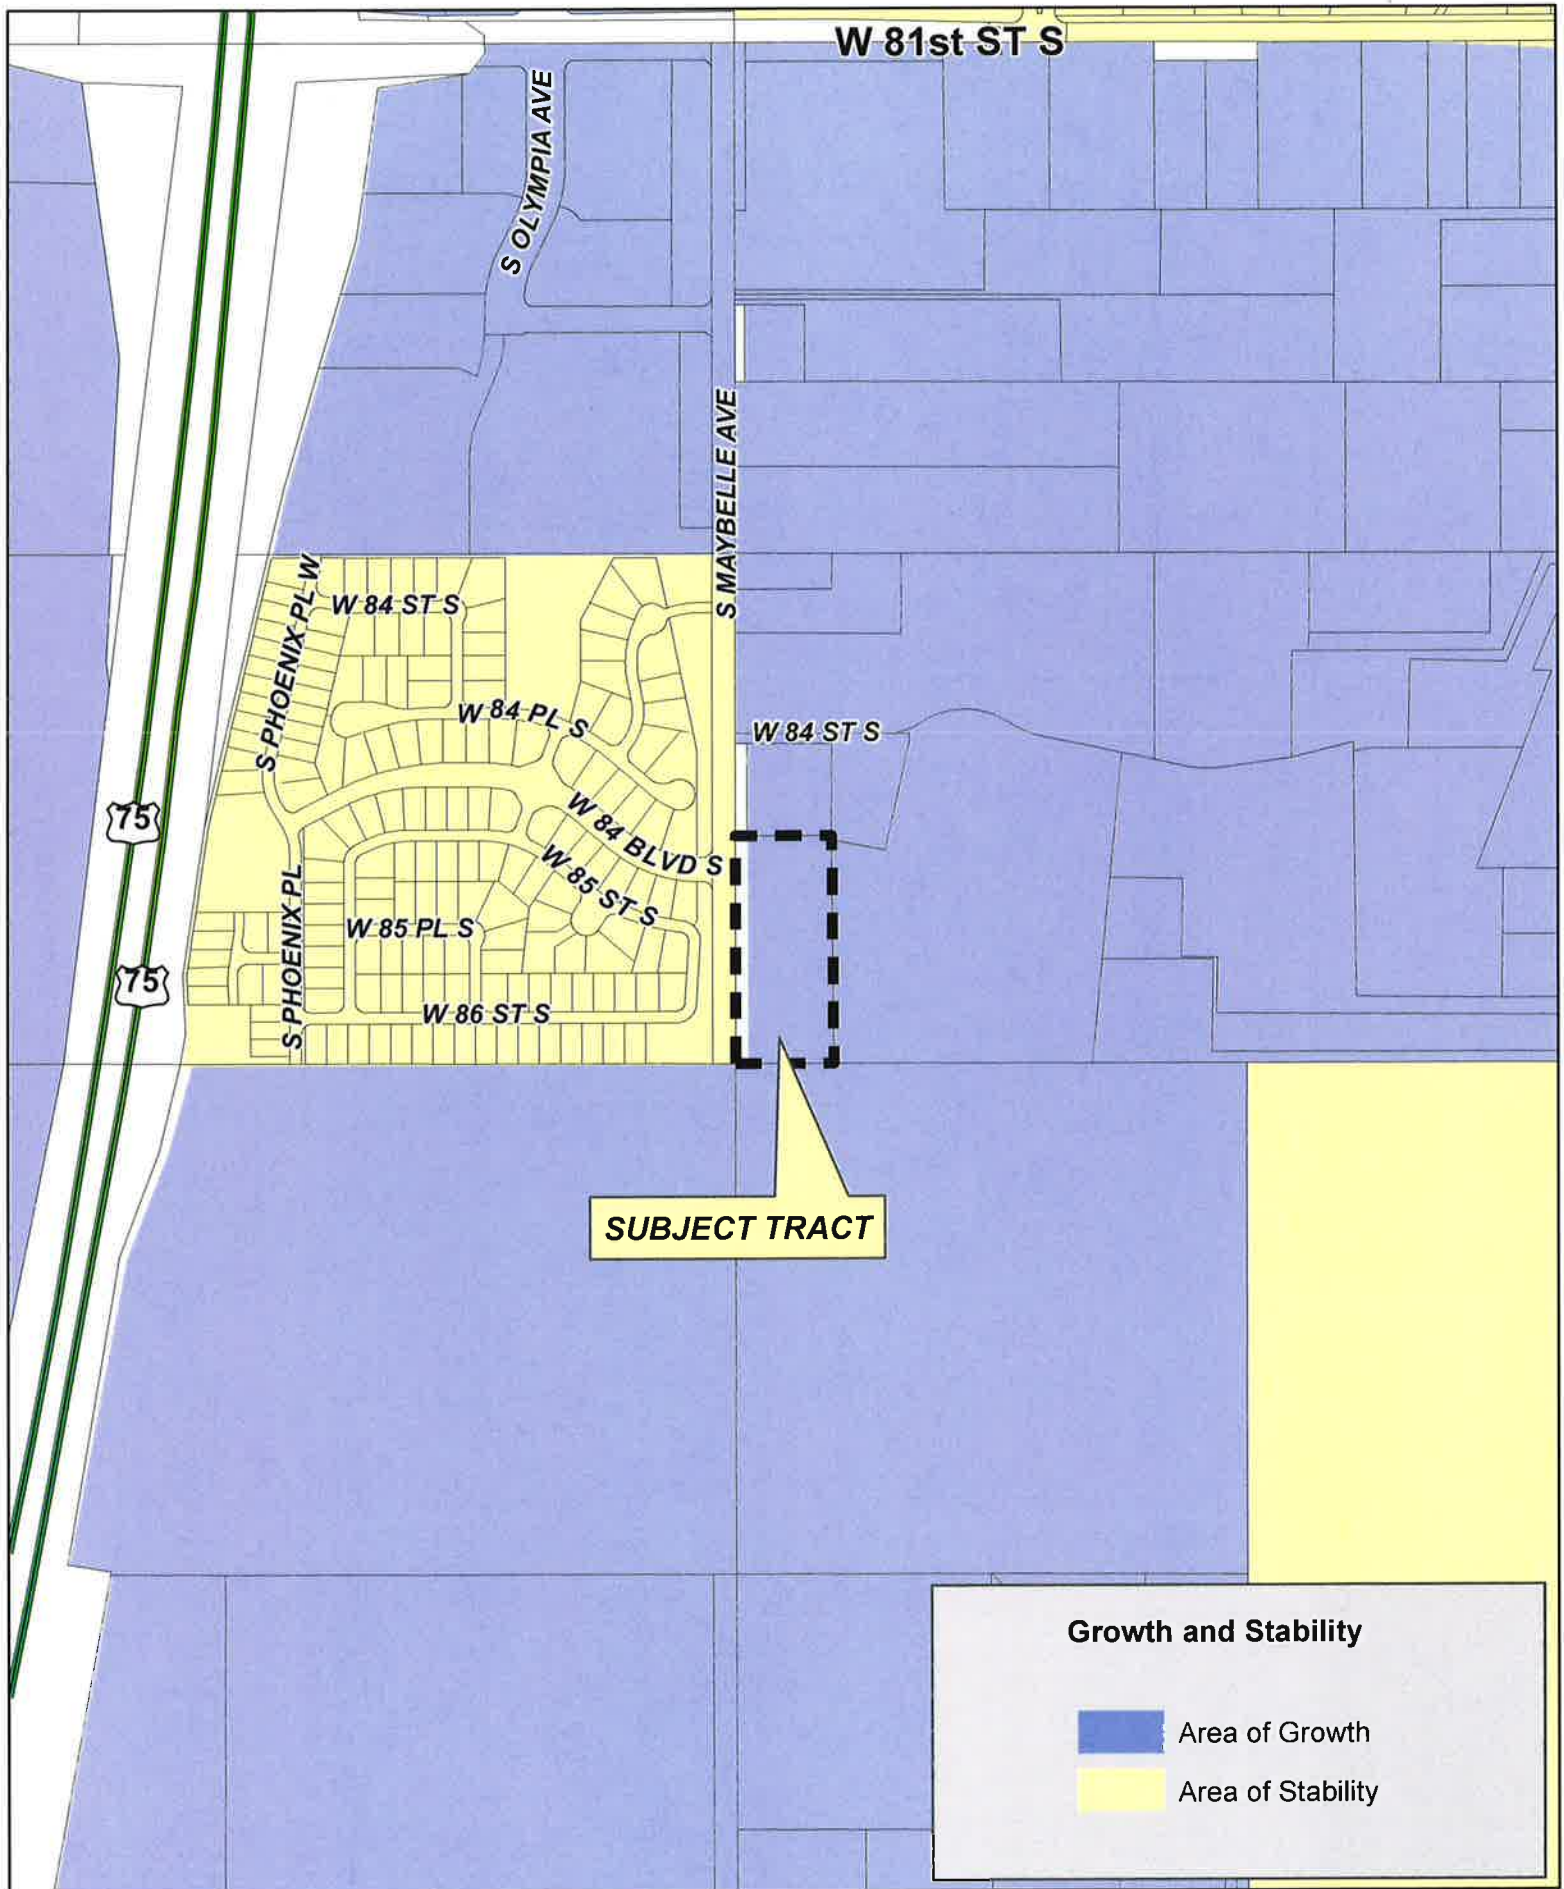 W 81st ST S
S OLYMPIA AVE
S MAYBELLE AVE
S PHOENIX PL W
W 84 ST S
W 84 PL S
W 84 ST S
75
W 84 BLVD S
W 85 ST S
S PHOENIX PL
W 85 PL S
75
W 86 ST S
SUBJECT TRACT
Growth and Stability
Area of Growth
Area of Stability